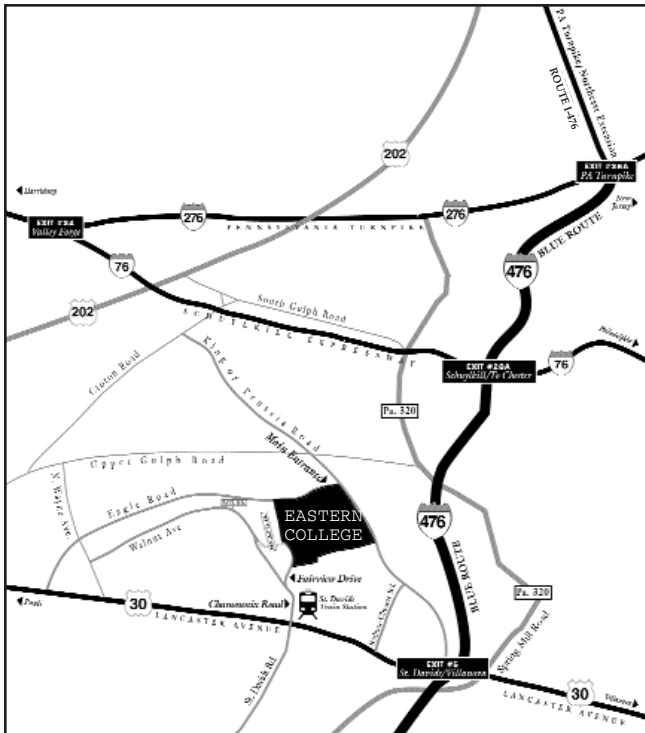 PA Turnpike/Northeast Extension
ROUTE I-476
202
EXIT #28A
PA Turnpike
Harrisburg
276
276
New Jersey
EXIT #24
Valley Forge
PENNSYLVANIA TURNPIKE
BLUE ROUTE
76
476
202
South Gulph Road
SCHUYLKILL EXPRESSWAY
Philadelphia
King of Prussia Road
EXIT #28A
Schuylkill/To Chester
76
Pa. 320
Main Entrance
Upper Gulph Road
N. Wayne Ave.
Eagle Road
Walnut Ave
EASTERN
COLLEGE
476
BLUE ROUTE
Fairview Drive
Pa. 320
30
Chamounix Road
St. Davids
Train Station
LANCASTER AVENUE
Spring Mill Road
St. Davids Rd.
EXIT #5
St. Davids/Villanova
30
LANCASTER AVENUE
Villanova